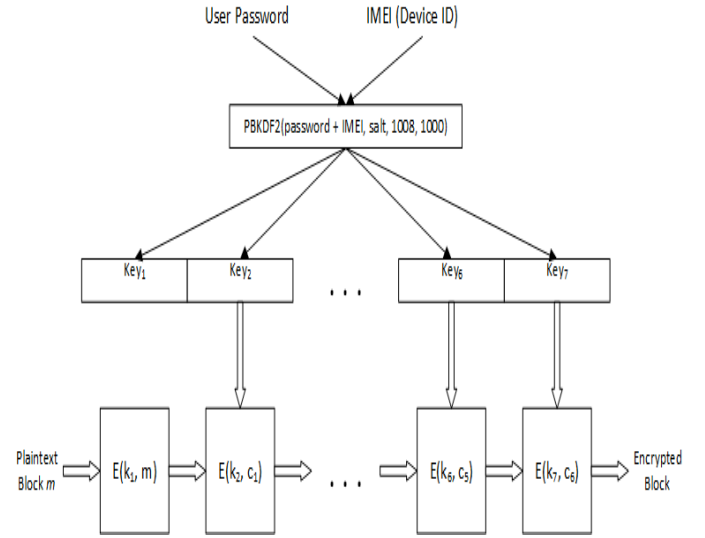 User Password
IMEI (Device ID)
PBKDF2(password + IMEI, salt, 1008, 1000)
Key₁
Key₂
. . .
Key₆
Key₇
Plaintext
Block m
E(k₁, m)
E(k₂, c₁)
. . .
E(k₆, c₅)
E(k₇, c₆)
Encrypted
Block